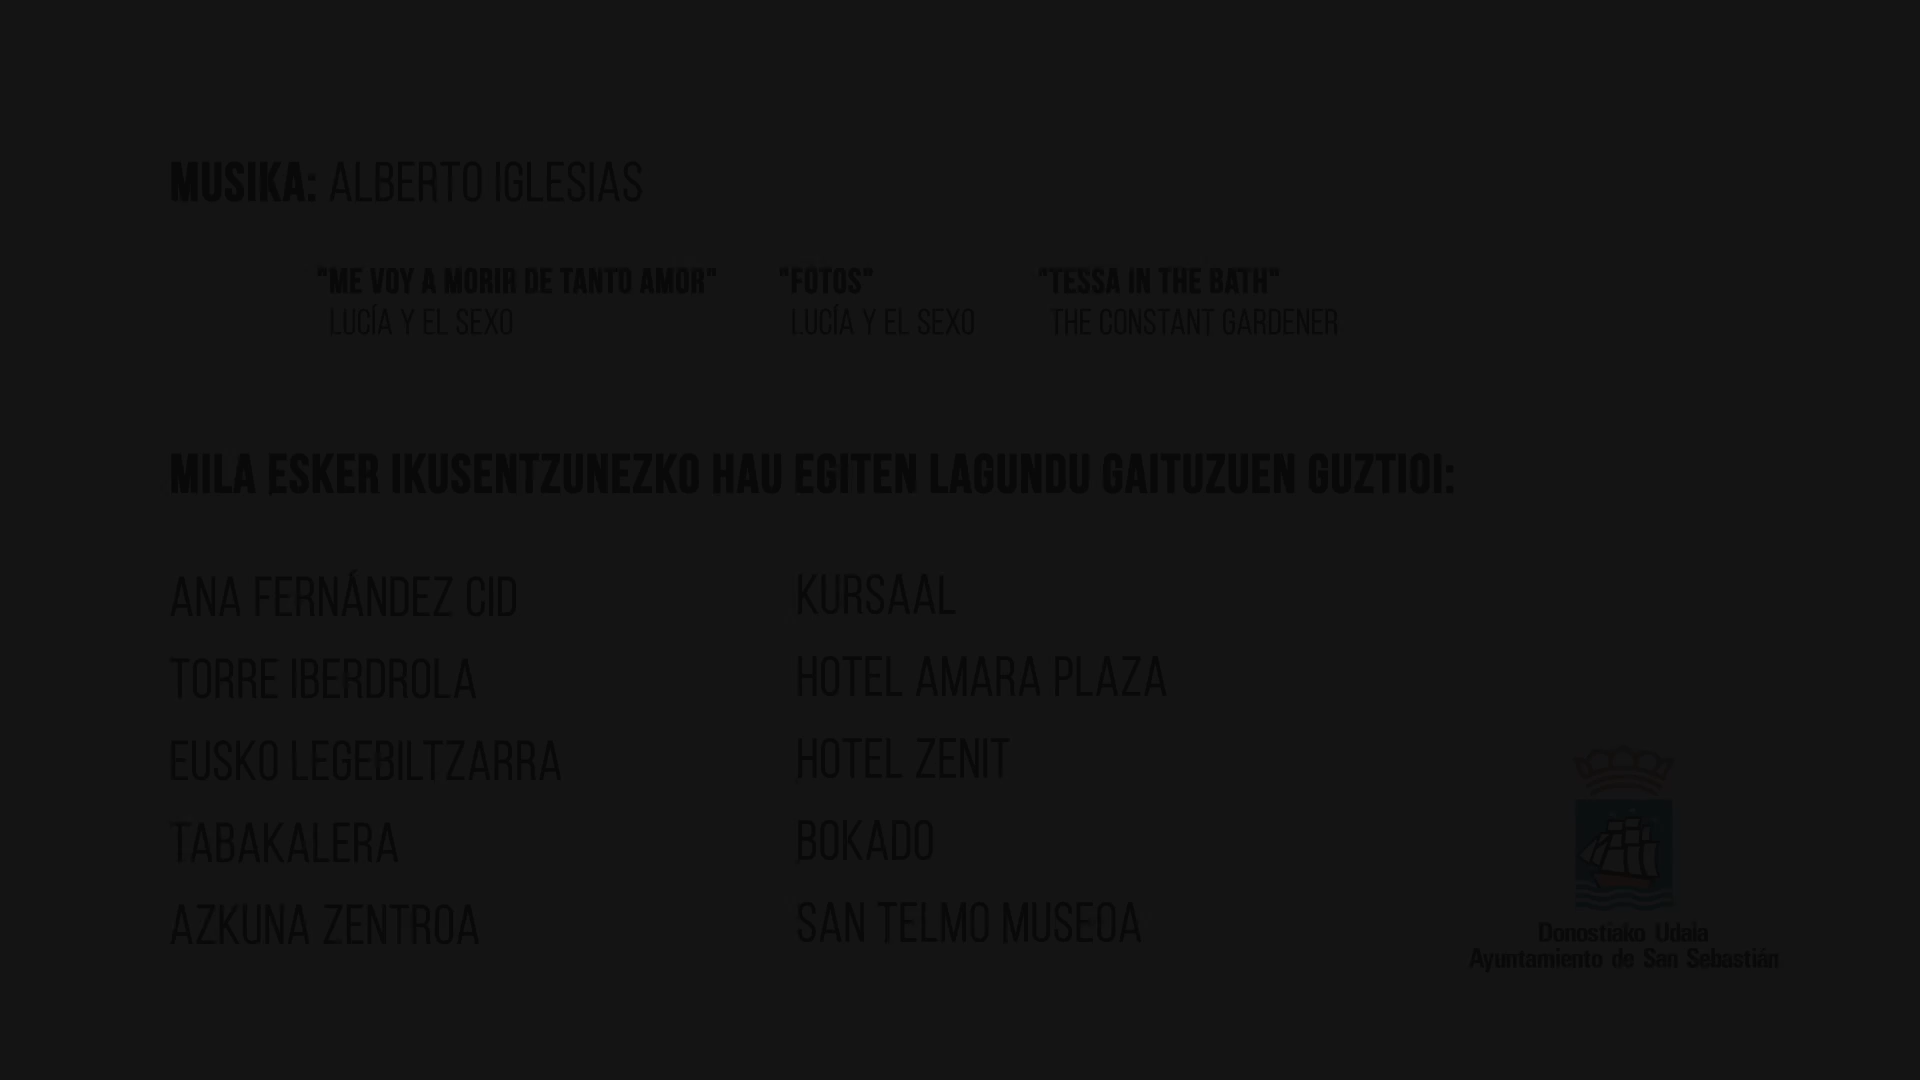 MUSIKA: ALBERTO IGLESIAS
"ME VOY A MORIR DE TANTO AMOR"
LUCÍA Y EL SEXO
"FOTOS"
LUCÍA Y EL SEXO
"TESSA IN THE BATH"
THE CONSTANT GARDENER
MILA ESKER IKUSENTZUNEZKO HAU EGITEN LAGUNDU GAITUZUEN GUZTIOI:
ANA FERNÁNDEZ CID
TORRE IBERDROLA
EUSKO LEGEBILTZARRA
TABAKALERA
AZKUNA ZENTROA
KURSAAL
HOTEL AMARA PLAZA
HOTEL ZENIT
BOKADO
SAN TELMO MUSEOA
Donostiako Udala
Ayuntamiento de San Sebastián